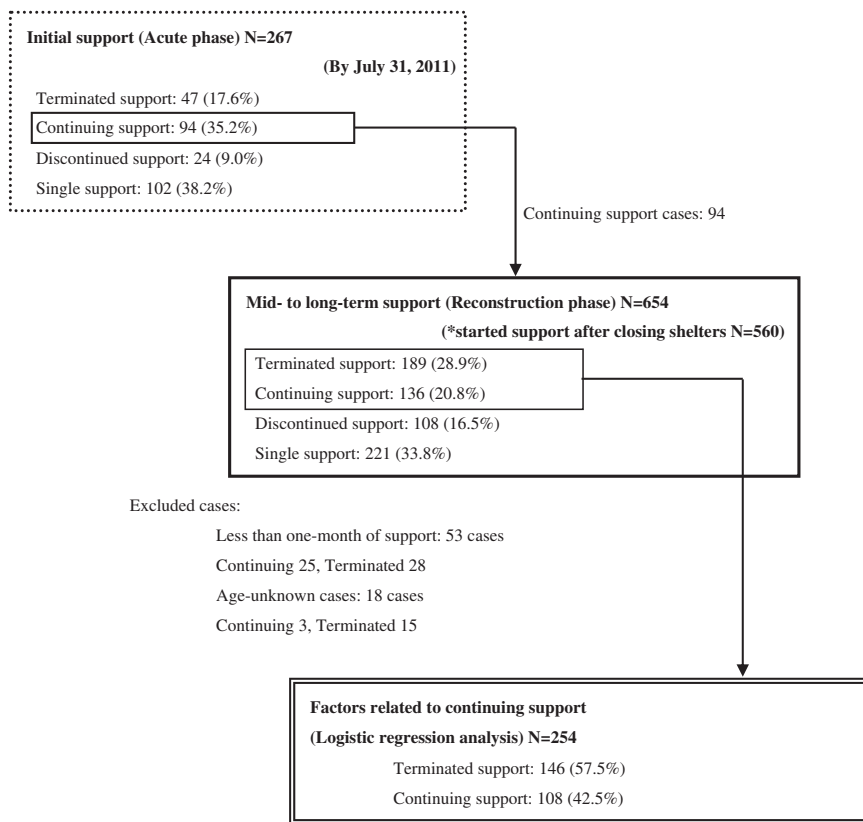 Initial support (Acute phase) N=267
(By July 31, 2011)
Terminated support: 47 (17.6%)
Continuing support: 94 (35.2%)
Discontinued support: 24 (9.0%)
Single support: 102 (38.2%)
Continuing support cases: 94
Mid- to long-term support (Reconstruction phase) N=654
(*started support after closing shelters N=560)
Terminated support: 189 (28.9%)
Continuing support: 136 (20.8%)
Discontinued support: 108 (16.5%)
Single support: 221 (33.8%)
Excluded cases:
Less than one-month of support: 53 cases
Continuing 25, Terminated 28
Age-unknown cases: 18 cases
Continuing 3, Terminated 15
Factors related to continuing support
(Logistic regression analysis) N=254
Terminated support: 146 (57.5%)
Continuing support: 108 (42.5%)